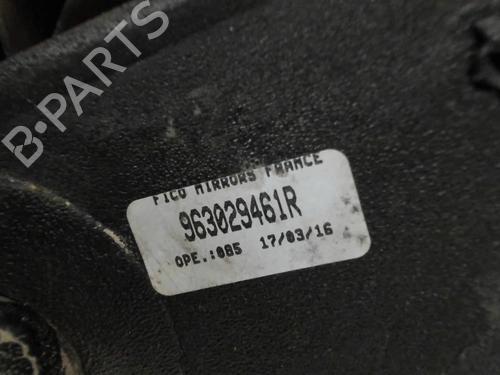 B-PARTS
FICO MIRRORS FRANCE
963029461R
OPE.:085 17/03/16